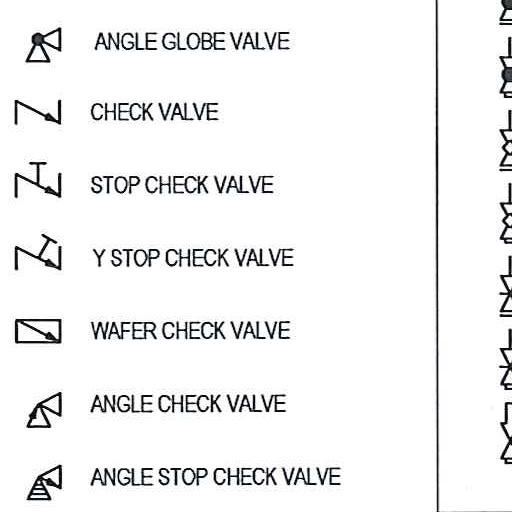 ANGLE GLOBE VALVE
CHECK VALVE
STOP CHECK VALVE
Y STOP CHECK VALVE
WAFER CHECK VALVE
ANGLE CHECK VALVE
ANGLE STOP CHECK VALVE